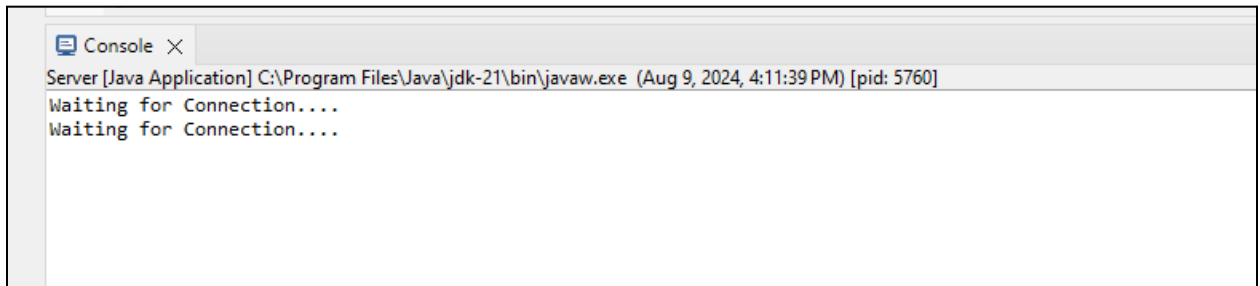 Console
Server [Java Application] C:\Program Files\Java\jdk-21\bin\javaw.exe (Aug 9, 2024, 4:11:39 PM) [pid: 5760]
Waiting for Connection....
Waiting for Connection....